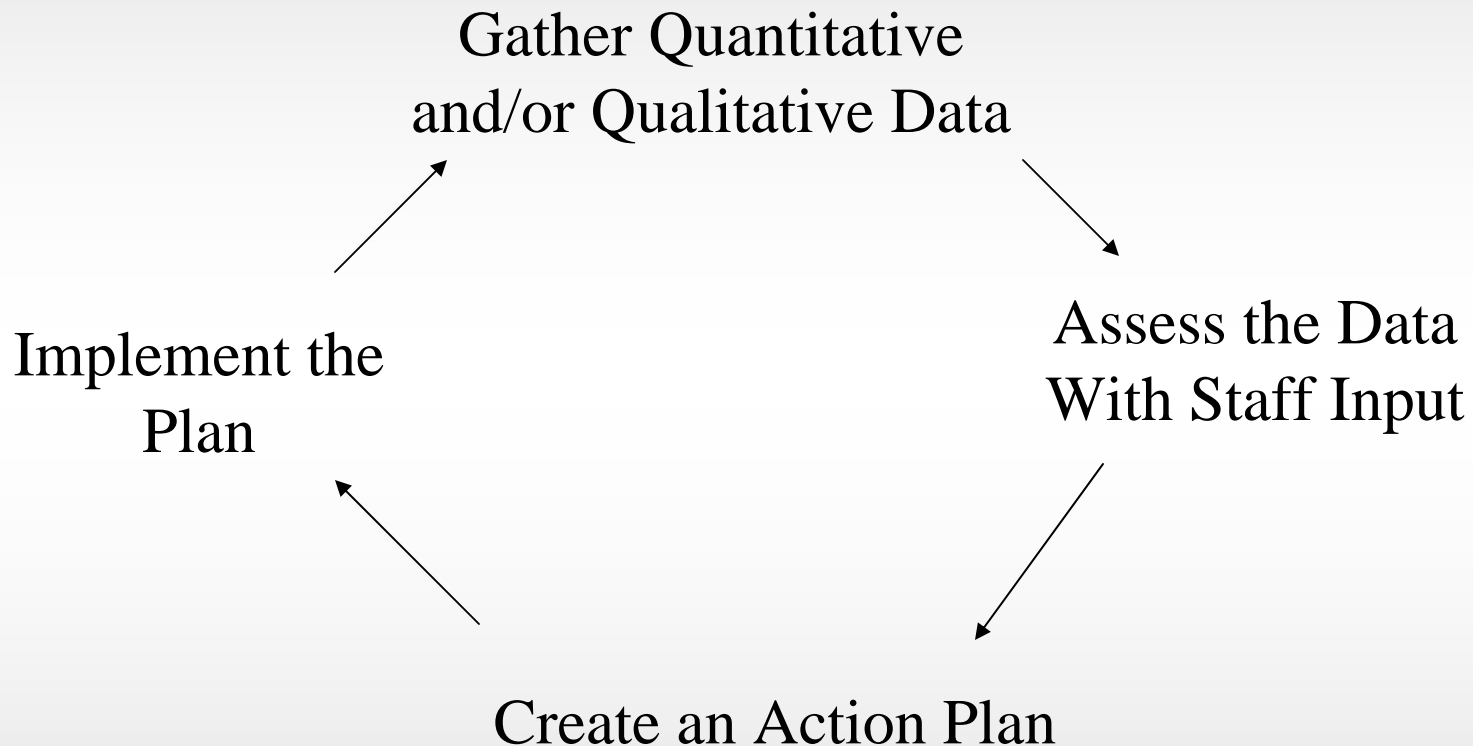 Gather Quantitative
and/or Qualitative Data
Assess the Data
With Staff Input
Create an Action Plan
Implement the
Plan